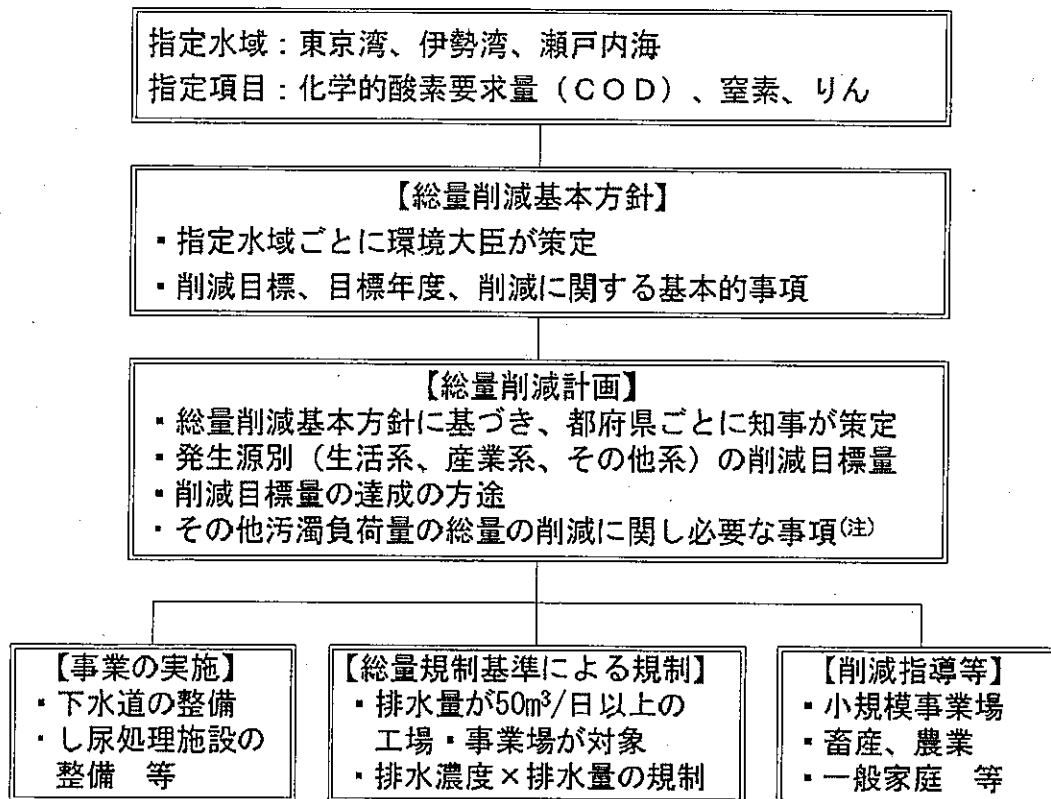 指定水域：東京湾、伊勢湾、瀬戸内海
指定項目：化学的酸素要求量（ＣＯＤ）、窒素、りん
【総量削減基本方針】
・指定水域ごとに環境大臣が策定
・削減目標、目標年度、削減に関する基本的事項
【総量削減計画】
・総量削減基本方針に基づき、都府県ごとに知事が策定
・発生源別（生活系、産業系、その他系）の削減目標量
・削減目標量の達成の方途
・その他汚濁負荷量の総量の削減に関し必要な事項(注)
【事業の実施】
・下水道の整備
・し尿処理施設の
整備　等
【総量規制基準による規制】
・排水量が50m³/日以上の
工場・事業場が対象
・排水濃度×排水量の規制
【削減指導等】
・小規模事業場
・畜産、農業
・一般家庭　等